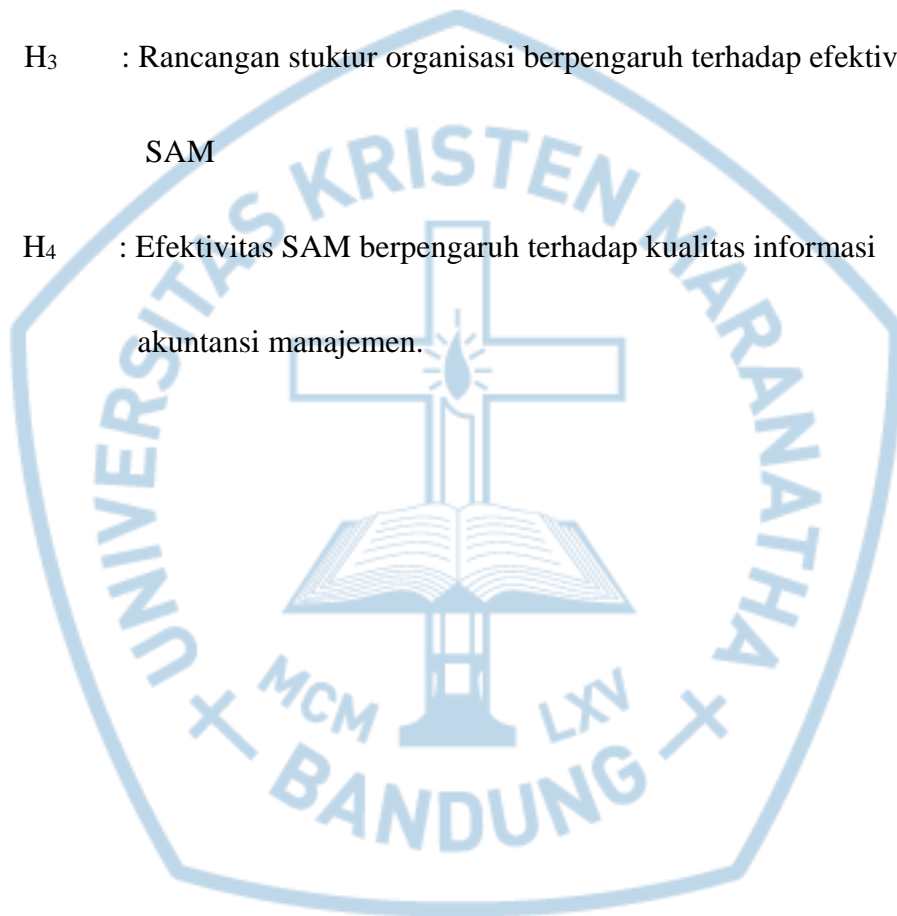 H3 : Rancangan stuktur organisasi berpengaruh terhadap efektiv
SAM
H4 : Efektivitas SAM berpengaruh terhadap kualitas informasi
akuntansi manajemen.
UNIVERSITAS KRISTEN MARANATHA
MCM LXV
BANDUNG